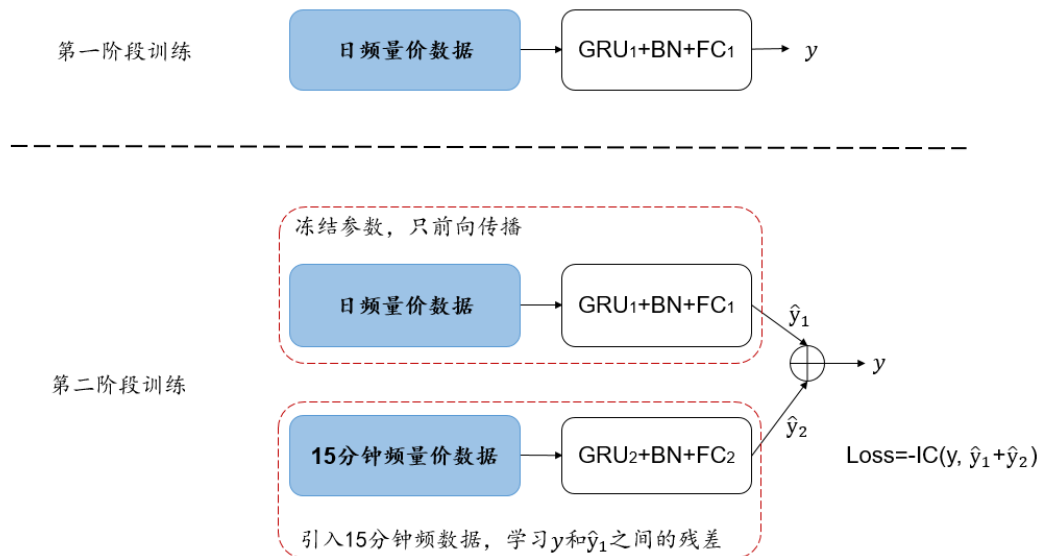 第一阶段训练
日频量价数据
GRU₁+BN+FC₁
y
冻结参数，只前向传播
日频量价数据
GRU₁+BN+FC₁
ŷ₁
第二阶段训练
y
ŷ₂
15分钟频量价数据
GRU₂+BN+FC₂
Loss=-IC(y, ŷ₁+ŷ₂)
引入15分钟频数据，学习y和ŷ₁之间的残差